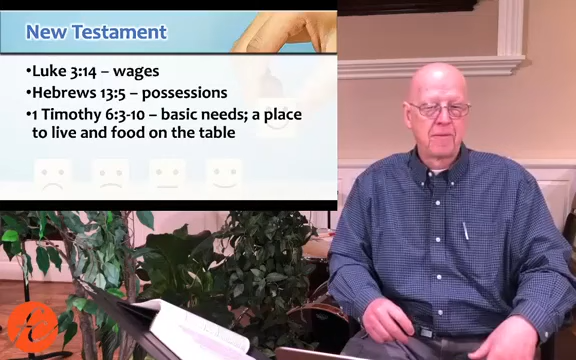 New Testament
•Luke 3:14 – wages
•Hebrews 13:5 – possessions
•1 Timothy 6:3-10 – basic needs; a place
to live and food on the table